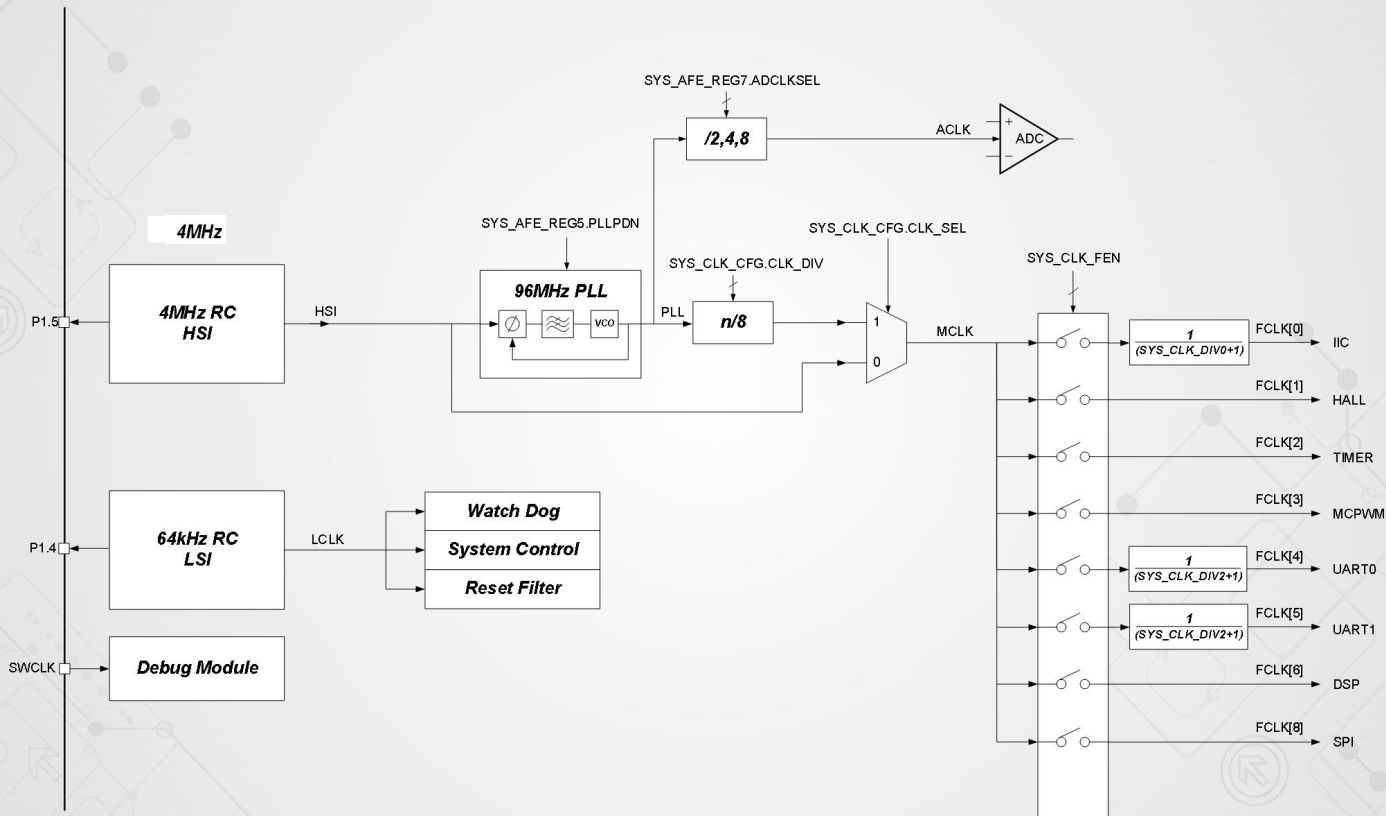 SYS_AFE_REG7.ADCLKSEL
/2,4,8
ACLK
+
ADC
-
4MHz
SYS_AFE_REG5.PLLPDN
SYS_CLK_CFG.CLK_SEL
SYS_CLK_CFG.CLK_DIV
SYS_CLK_FEN
4MHz RC
HSI
P1.5
HSI
96MHz PLL
VCO
PLL
n/8
1
0
MCLK
1
(SYS_CLK_DIV0+1)
FCLK[0]
IIC
FCLK[1]
HALL
FCLK[2]
TIMER
FCLK[3]
MCPWM
1
(SYS_CLK_DIV2+1)
FCLK[4]
UART0
1
(SYS_CLK_DIV2+1)
FCLK[5]
UART1
FCLK[6]
DSP
FCLK[8]
SPI
64kHz RC
LSI
P1.4
LCLK
Watch Dog
System Control
Reset Filter
SWCLK
Debug Module